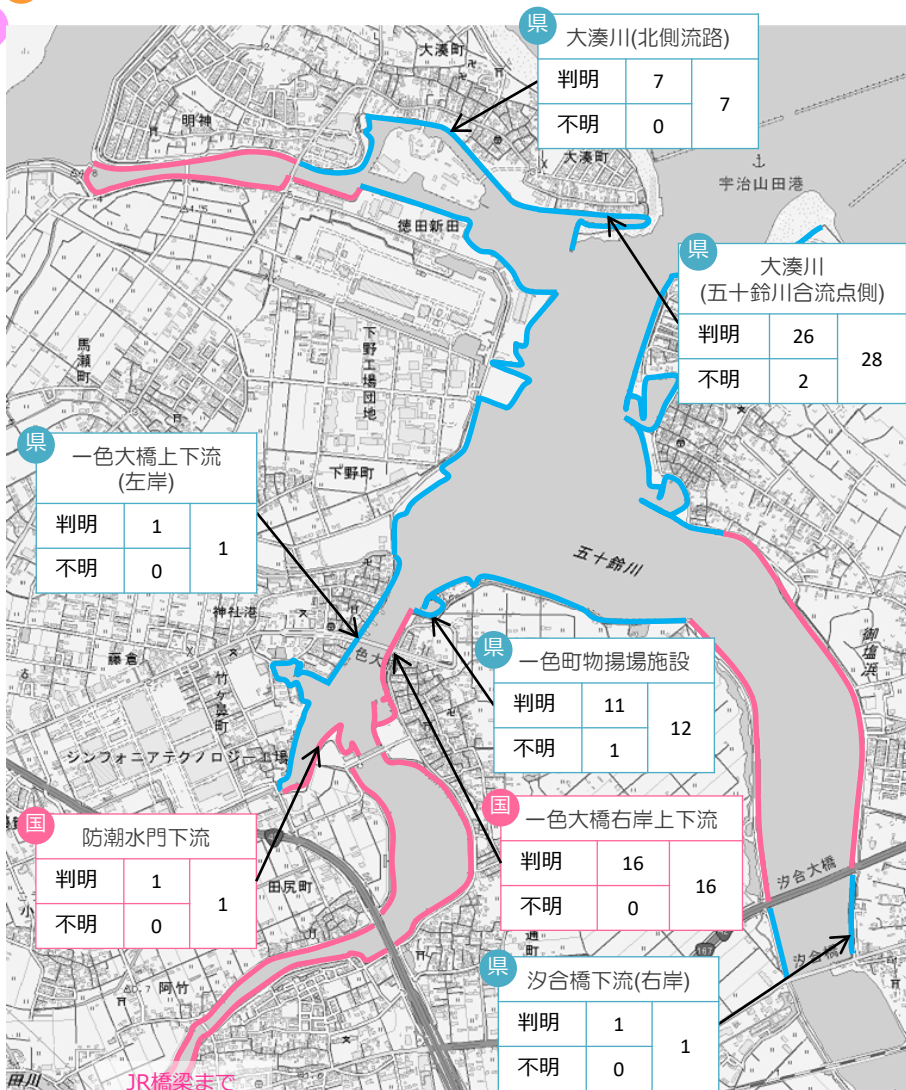 県
大湊川(北側流路)
判明 7
7
不明 0
大湊町
明神
大湊町
宇治山田港
徳田新田
県
大湊川
(五十鈴川合流点側)
判明 26
28
不明 2
馬瀬町
下野工場団地
県
一色大橋上下流
(左岸)
判明 1
1
不明 0
下野町
五十鈴川
神社港
御塩浜
藤倉
竹ケ鼻町
県
一色町物揚場施設
判明 11
12
不明 1
シンフォニアテクノロジー工場
国
防潮水門下流
判明 1
1
不明 0
国
一色大橋右岸上下流
判明 16
16
不明 0
田尻町
汐合大橋
通町
167
汐合橋
県
汐合橋下流(右岸)
判明 1
1
不明 0
阿竹
JR橋梁まで
田川